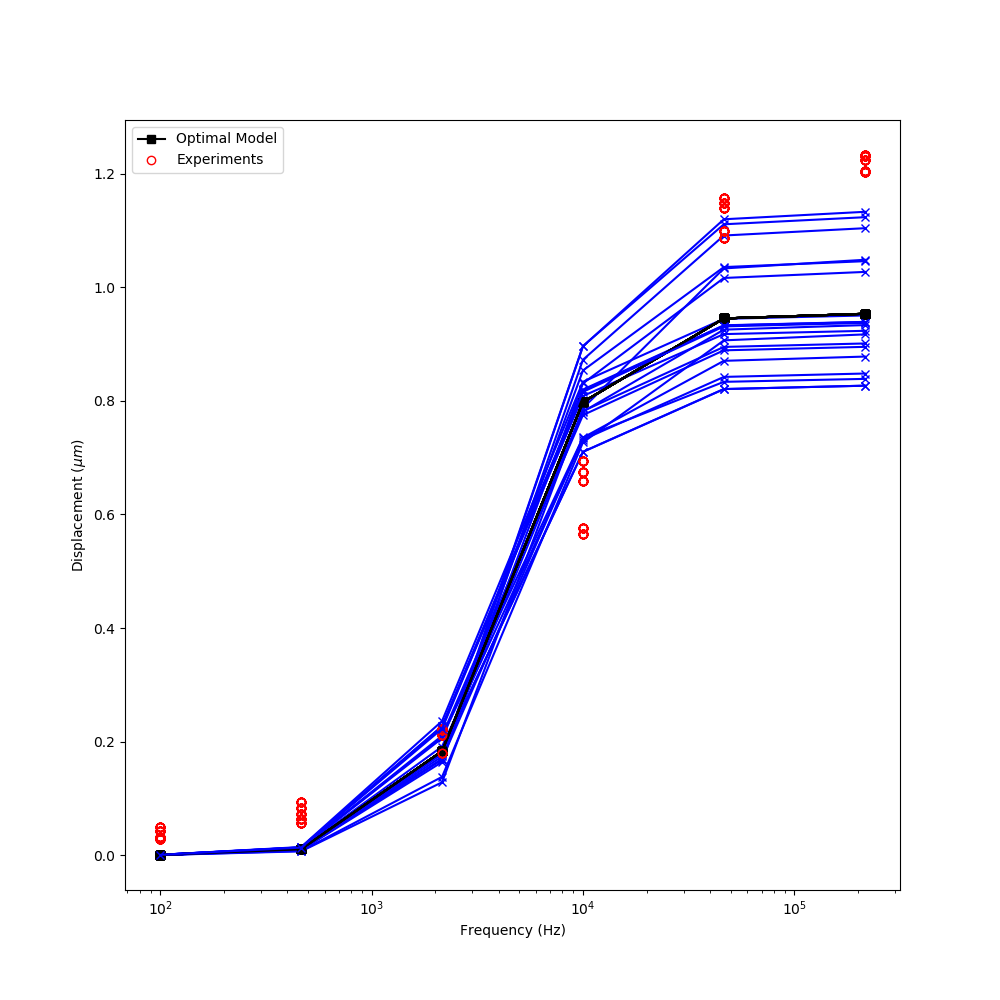 Optimal Model
Experiments
1.2
1.0
0.8
0.6
0.4
0.2
0.0
Displacement (μm)
10²
10³
10⁴
10⁵
Frequency (Hz)